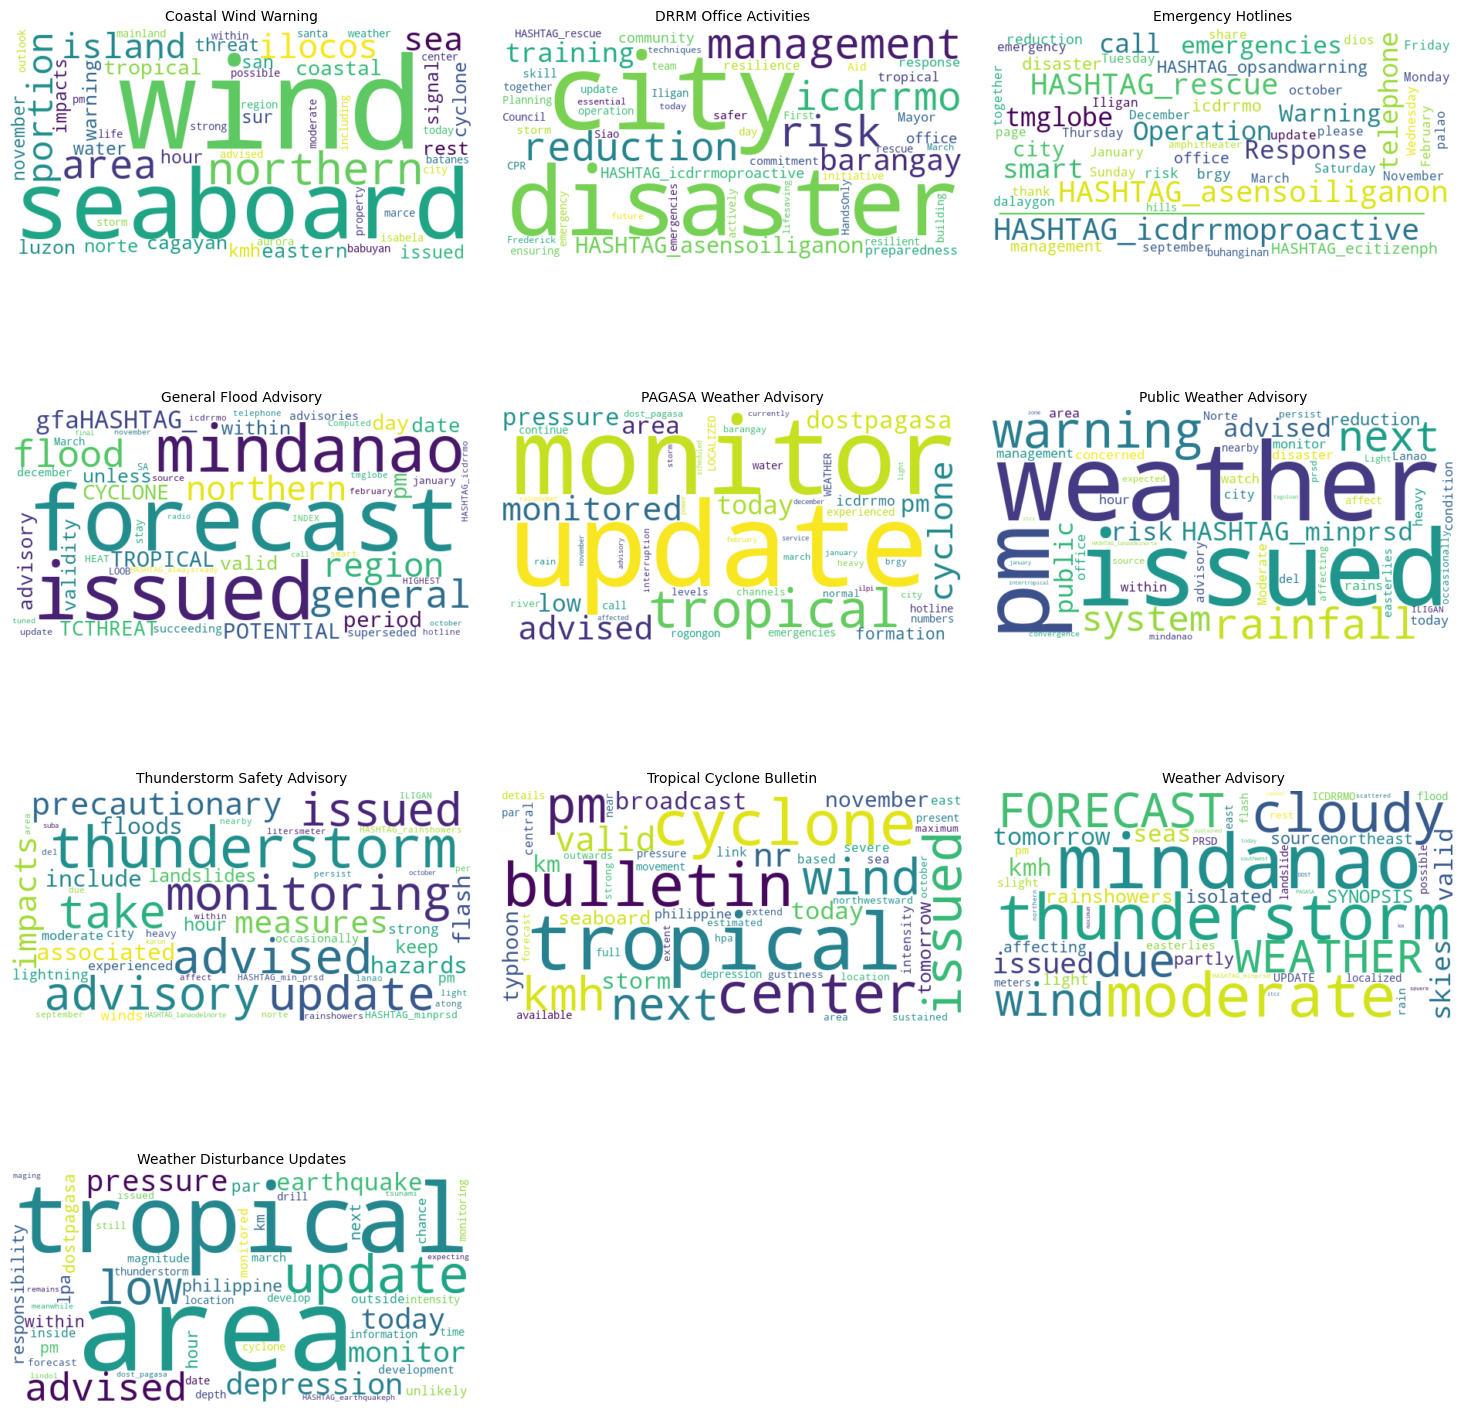 Coastal Wind Warning
outlook
mainland
within
santa
weather
sea
island
threat
ilocos
center
portion
san
possible
tropical
coastal
impacts
warning
wind
signal
cyclone
november
pm
region
sur
moderate
including
today
life
strong
water
rest
area
hour
northern
batanes
advised
city
seaboard
property
storm
marce
isabela
luzon
norte
cagayan
kmh
aurora
eastern
babuyan
issued
DRRM Office Activities
HASHTAG_rescue
community
management
training
techniques
team
resilience
Aid
response
skill
city
tropical
together
update
icdrrmo
Planning
essential
Iligan
operation
today
safer
First
Mayor
Council
storm
Siao
day
risk
office
rescue
March
reduction
commitment
barangay
CPR
HASHTAG_icdrrmoproactive
initiative
disaster
emergency
emergencies
future
actively
lifesaving
HandsOnly
building
Frederick
ensuring
HASHTAG_asensoiliganon
resilient
preparedness
Emergency Hotlines
reduction
emergency
call
share
emergencies
dios
Friday
together
disaster
Tuesday
HASHTAG_opsandwarning
telephone
Monday
HASHTAG_rescue
october
tmglobe
Iligan
icdrrmo
Warning
Wednesday
February
palao
December
page
Thursday
Operation
update
please
amphitheater
city
January
office
Response
smart
Sunday
risk
brgy
March
Saturday
November
thank
HASHTAG_asensoiliganon
dalaygon
hills
HASHTAG_icdrrmoproactive
management
september
buhanginan
HASHTAG_ecitizenph
General Flood Advisory
gfaHASHTAG_
icdrrmo
telephone
advisories
Computed
day
date
final
november
within
March
flood
mindanao
december
unless
SA
source
tmglobe
january
HASHTAG_icdrrmo
CYCLONE
northern
february
pm
forecast
advisory
validity
stay
radio
INDEX
HEAT
TROPICAL
call
smart
valid
region
LOOB
HASHTAG_alwaysready
HIGHEST
issued
general
tuned
period
october
update
TCTHREAT
succeeding
POTENTIAL
superseded
hotline
PAGASA Weather Advisory
pressure
dost_pagasa
currently
dostpagasa
continue
area
barangay
monitor
storm
scheduled
LOCALIZED
water
WEATHER
light
rainshower
monitored
power
today
december
icdrrmo
experienced
pm
cyclone
update
rain
november
advisory
interruption
february
service
march
january
heavy
brgy
river
levels
channels
normal
ilpi
city
low
call
affected
tropical
hotline
numbers
advised
rogongon
emergencies
formation
Public Weather Advisory
zone
area
Norte
persist
reduction
warning
advised
next
management
concerned
nearby
monitor
disaster
Light
Lanao
weather
expected
watch
prsd
hour
city
affect
tagoloan
heavy
condition
pm
stcz
risk
HASHTAG_minprsd
public
office
january
issued
HASHTAG_lanaodelnorte
source
advisory
Moderate
affecting
del
rains
easterlies
occasionally
intertropical
within
ILIGAN
today
system
rainfall
convergence
mindanao
Thunderstorm Safety Advisory
precautionary
issued
ILIGAN
area
suba
floods
nearby
litersmeter
HASHTAG_rainshowers
del
thunderstorm
impacts
include
landslides
persist
per
october
due
monitoring
take
within
hour
measures
flash
strong
moderate
city
heavy
occasionally
karon
associated
keep
experienced
advised
hazards
lightning
affect
HASHTAG_min_prsd
lanao
pm
advisory
update
light
atong
september
winds
HASHTAG_lanaodelnorte
norte
rainshowers
HASHTAG_minprsd
Tropical Cyclone Bulletin
details
par
central
pm
near
broadcast
november
east
valid
cyclone
present
maximum
km
outwards
pressure
link
nr
based
severe
bulletin
movement
sea
wind
issued
strong
october
northwestward
seaboard
philippine
extend
today
typhoon
forecast
estimated
tropical
full
extent
hpa
intensity
tomorrow
storm
depression
gustiness
location
kmh
next
center
available
area
sustained
Weather Advisory
FORECAST
cloudy
ICDRRMO
scattered
flash
flood
rest
tomorrow
seas
east
today
source
northeast
pm
PRSD
mindanao
kmh
southwest
landslide
DOST
possible
valid
slight
rainshowers
isolated
PAGASA
SYNOPSIS
northern
thunderstorm
km
affecting
easterlies
issued
due
partly
WEATHER
skies
meters
light
HASHTAG_minprsd
UPDATE
localized
wind
moderate
stcz
rain
severe
Weather Disturbance Updates
maging
pressure
par
earthquake
issued
drill
tsunami
tropical
dostpagasa
still
km
next
chance
monitoring
monitored
magnitude
march
expecting
responsibility
lpa
thunderstorm
low
philippine
update
remains
location
develop
outside
intensity
meanwhile
within
area
today
inside
hour
information
time
pm
cyclone
monitor
forecast
development
lindol
dost_pagasa
advised
date
depth
depression
unlikely
HASHTAG_earthquakeph